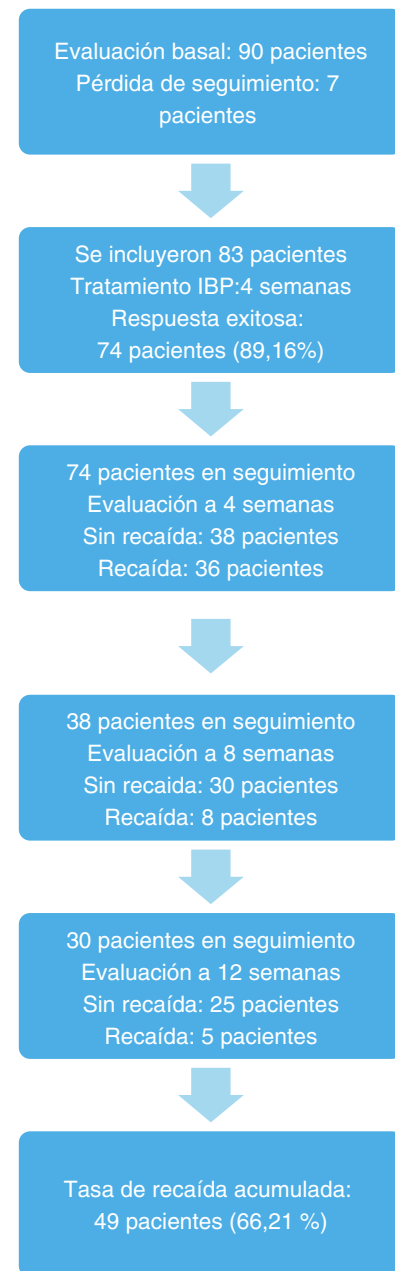 Evaluación basal: 90 pacientes
Pérdida de seguimiento: 7
pacientes
Se incluyeron 83 pacientes
Tratamiento IBP:4 semanas
Respuesta exitosa:
74 pacientes (89,16%)
74 pacientes en seguimiento
Evaluación a 4 semanas
Sin recaída: 38 pacientes
Recaída: 36 pacientes
38 pacientes en seguimiento
Evaluación a 8 semanas
Sin recaida: 30 pacientes
Recaída: 8 pacientes
30 pacientes en seguimiento
Evaluación a 12 semanas
Sin recaída: 25 pacientes
Recaída: 5 pacientes
Tasa de recaída acumulada:
49 pacientes (66,21 %)